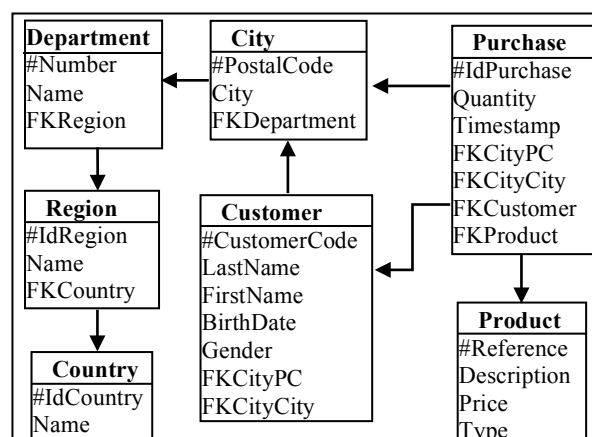 Department
#Number
Name
FKRegion
City
#PostalCode
City
FKDepartment
Purchase
#IdPurchase
Quantity
Timestamp
FKCityPC
FKCityCity
FKCustomer
FKProduct
Region
#IdRegion
Name
FKCountry
Customer
#CustomerCode
LastName
FirstName
BirthDate
Gender
FKCityPC
FKCityCity
Country
#IdCountry
Name
Product
#Reference
Description
Price
Type